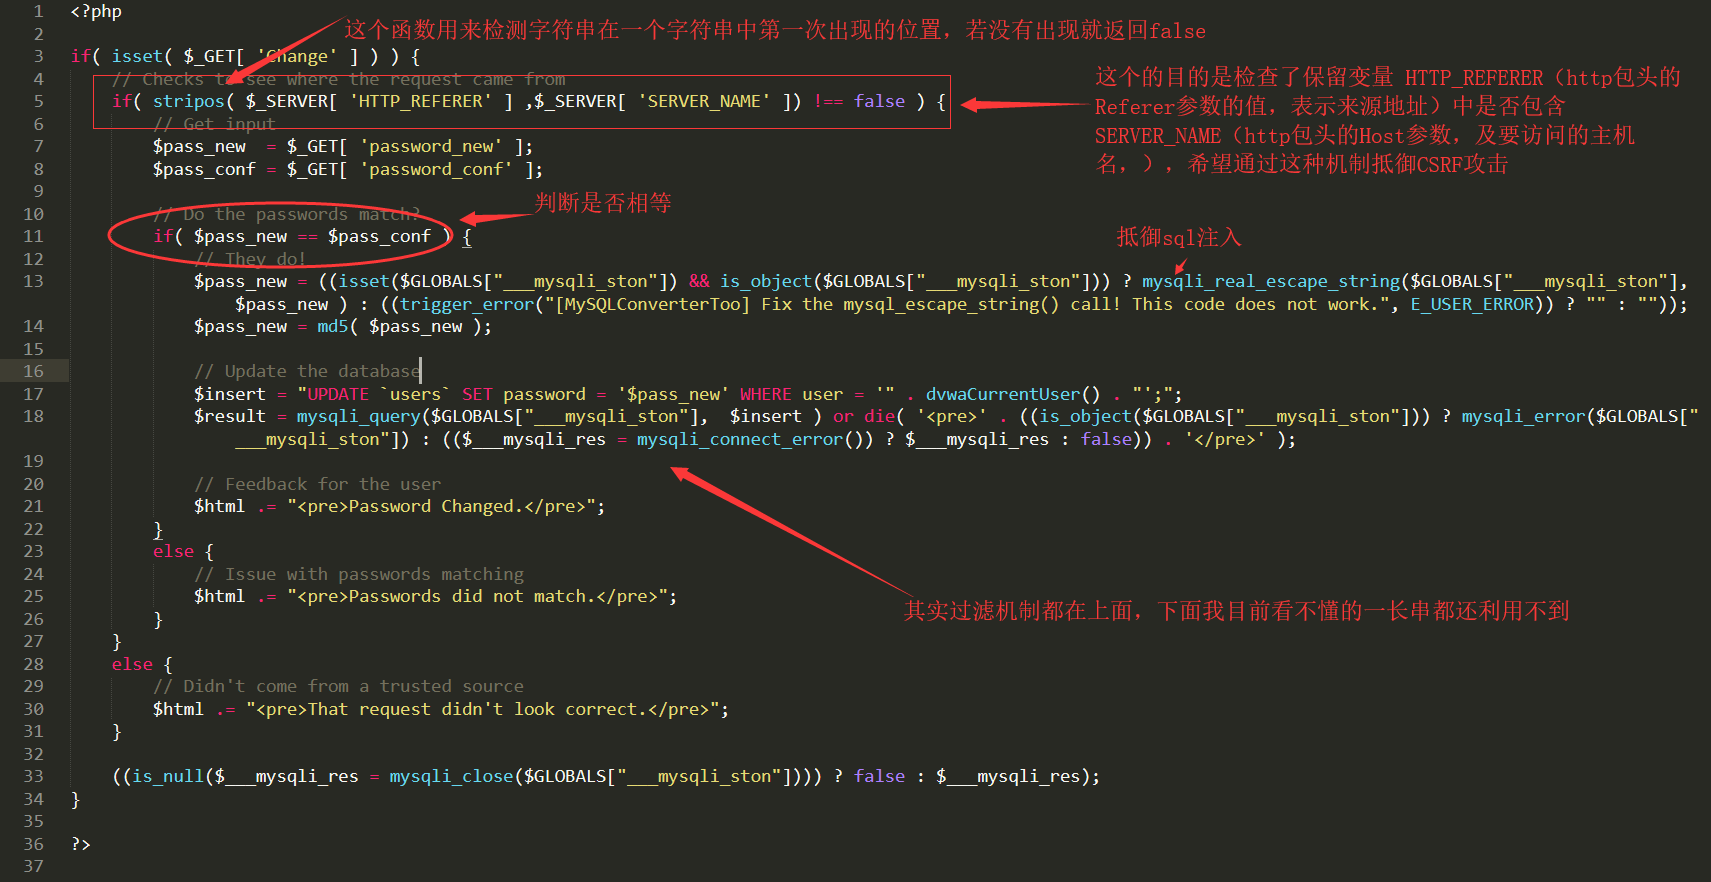 1 <?php
这个函数用来检测字符串在一个字符串中第一次出现的位置，若没有出现就返回false
2
3 if( isset( $_GET[ 'Change' ] ) ) {
4 // Checks to see where the request came from
5 if( stripos( $_SERVER[ 'HTTP_REFERER' ] ,$_SERVER[ 'SERVER_NAME' ]) !== false ) {
这个的目的是检查了保留变量 HTTP_REFERER（http包头的
Referer参数的值，表示来源地址）中是否包含
SERVER_NAME（http包头的Host参数，及要访问的主机
名，），希望通过这种机制抵御CSRF攻击
6 // Get input
7 $pass_new  = $_GET[ 'password_new' ];
8 $pass_conf = $_GET[ 'password_conf' ];
9
判断是否相等
10 // Do the passwords match?
11 if( $pass_new == $pass_conf ) {
抵御sql注入
12 // They do!
13 $pass_new = ((isset($GLOBALS["___mysqli_ston"]) && is_object($GLOBALS["___mysqli_ston"])) ? mysqli_real_escape_string($GLOBALS["___mysqli_ston"],
$pass_new ) : ((trigger_error("[MySQLConverterToo] Fix the mysql_escape_string() call! This code does not work.", E_USER_ERROR)) ? "" : ""));
14 $pass_new = md5( $pass_new );
15
16 // Update the database
17 $insert = "UPDATE `users` SET password = '$pass_new' WHERE user = '" . dvwaCurrentUser() . "';";
18 $result = mysqli_query($GLOBALS["___mysqli_ston"],  $insert ) or die( '<pre>' . ((is_object($GLOBALS["___mysqli_ston"])) ? mysqli_error($GLOBALS["
___mysqli_ston"]) : (($___mysqli_res = mysqli_connect_error()) ? $___mysqli_res : false)) . '</pre>' );
19
20 // Feedback for the user
21 $html .= "<pre>Password Changed.</pre>";
22 }
23 else {
24 // Issue with passwords matching
25 $html .= "<pre>Passwords did not match.</pre>";
其实过滤机制都在上面，下面我目前看不懂的一长串都还利用不到
26 }
27 }
28 else {
29 // Didn't come from a trusted source
30 $html .= "<pre>That request didn't look correct.</pre>";
31 }
32
33 ((is_null($___mysqli_res = mysqli_close($GLOBALS["___mysqli_ston"]))) ? false : $___mysqli_res);
34 }
35
36 ?>
37